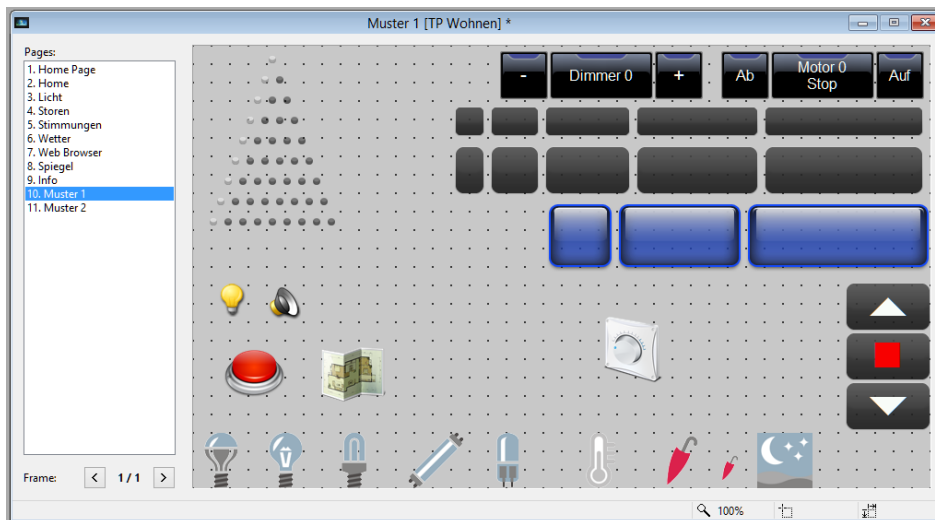 Muster 1 [TP Wohnen] *
Pages:
1. Home Page
2. Home
3. Licht
4. Storen
5. Stimmungen
6. Wetter
7. Web Browser
8. Spiegel
9. Info
10. Muster 1
11. Muster 2
- Dimmer 0 + Ab Motor 0 Auf
Stop
Frame: < 1 / 1 >
100%